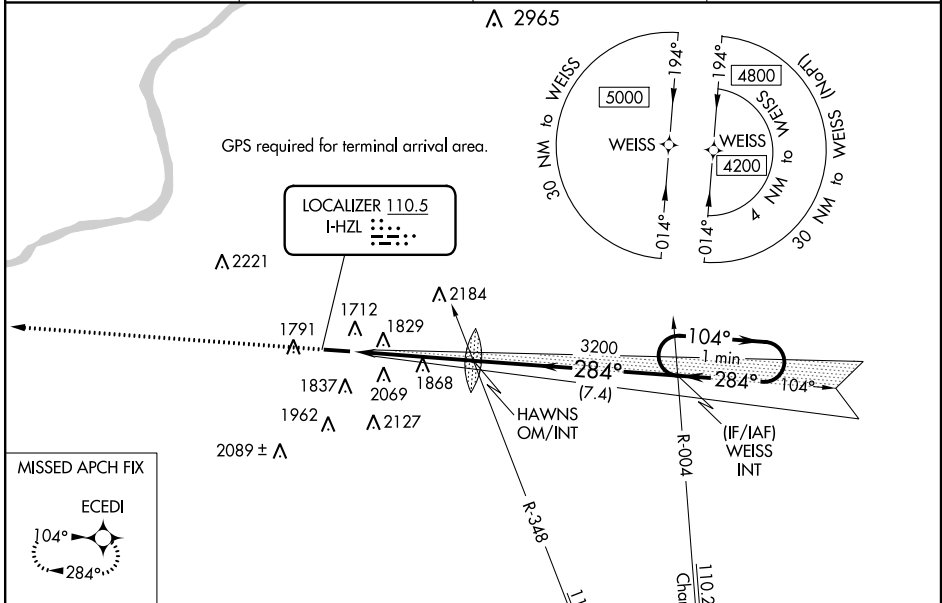 2965
GPS required for terminal arrival area.
30 NM to WEISS
5000
194°
WEISS
014°
194°
4800
WEISS
4200
4 NM to WEISS
30 NM to WEISS (NoPT)
014°
LOCALIZER 110.5
I-HZL
2221
2184
1712
1791
1829
1837
2069
1868
1962
2127
2089 ±
3200
284°
(7.4)
104°
1 min
284°
104°
HAWNS
OM/INT
(IF/IAF)
WEISS
INT
R-004
R-348
110.2
MISSED APCH FIX
ECEDI
104°
284°